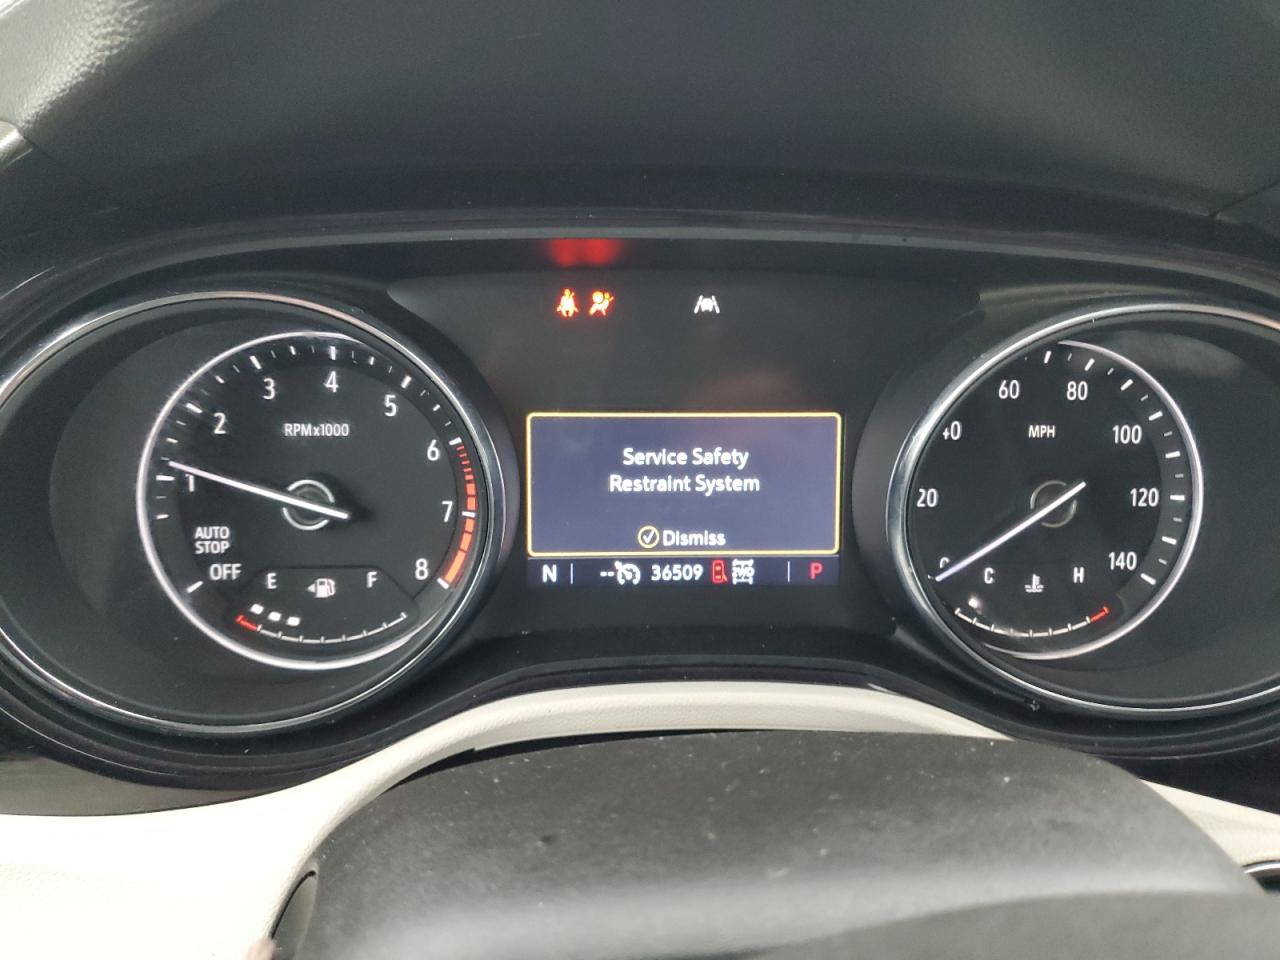 1
2
3
4
5
6
7
8
RPMx1000
AUTO
STOP
OFF
E
F
Service Safety
Restraint System
Dismiss
N
--
36509
2WD
P
20
60
80
100
120
140
MPH
C
H